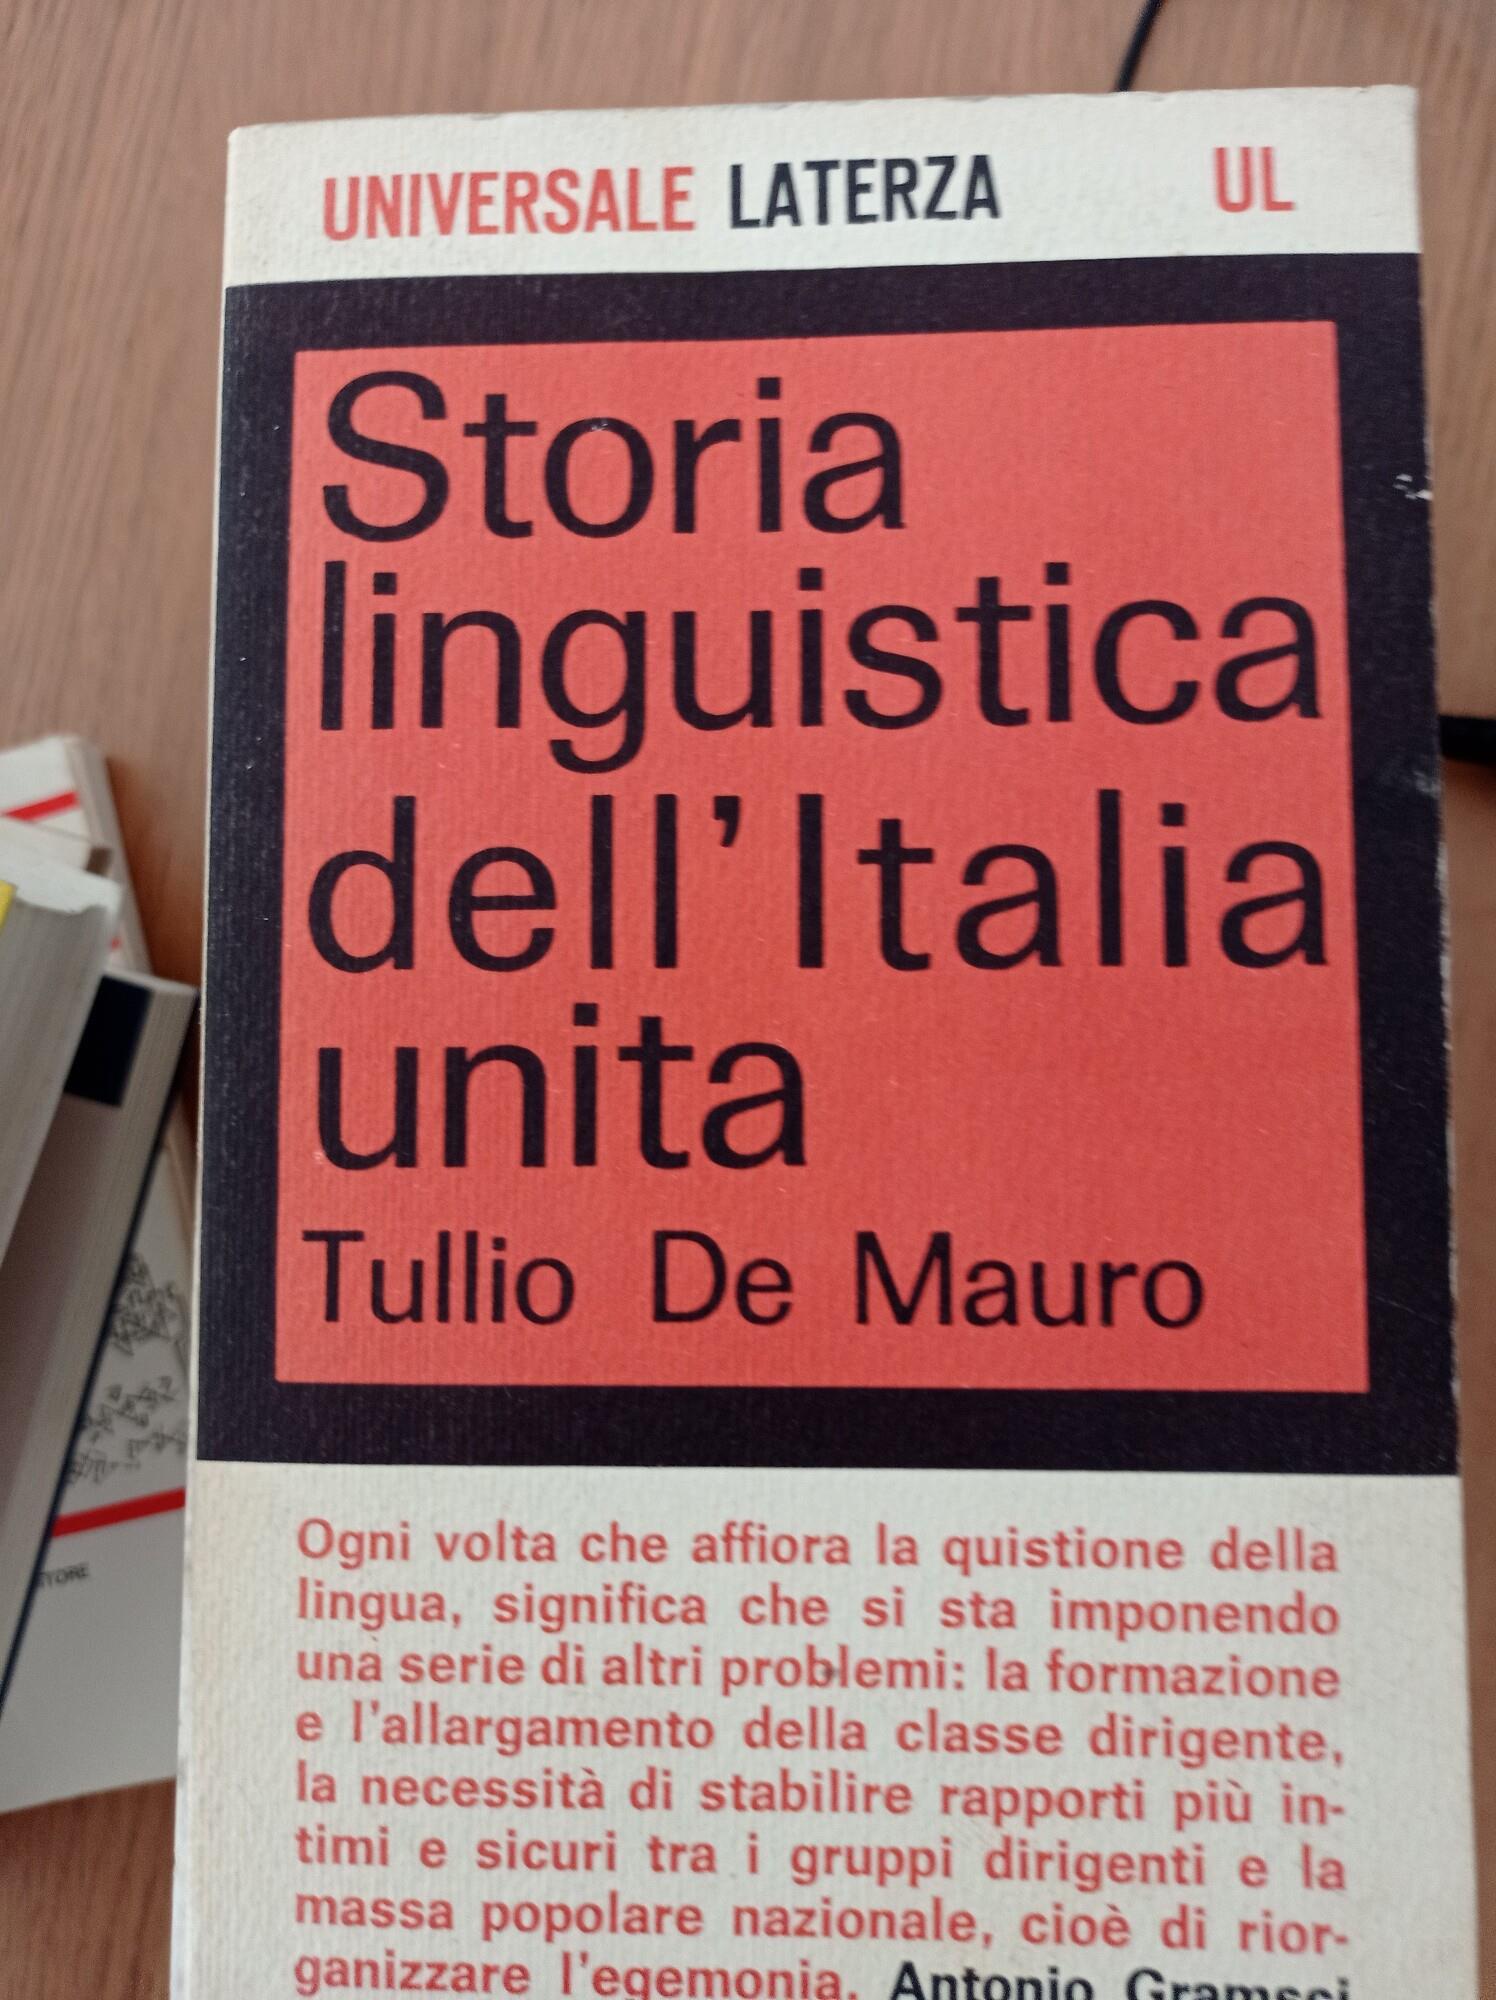 UNIVERSALE LATERZA UL
Storia
linguistica
dell'Italia
unita
Tullio De Mauro
Ogni volta che affiora la quistione della
lingua, significa che si sta imponendo
una serie di altri problemi: la formazione
e l'allargamento della classe dirigente,
la necessità di stabilire rapporti più in-
timi e sicuri tra i gruppi dirigenti e la
massa popolare nazionale, cioè di rior-
ganizzare l'egemonia. Antonio Gramsci